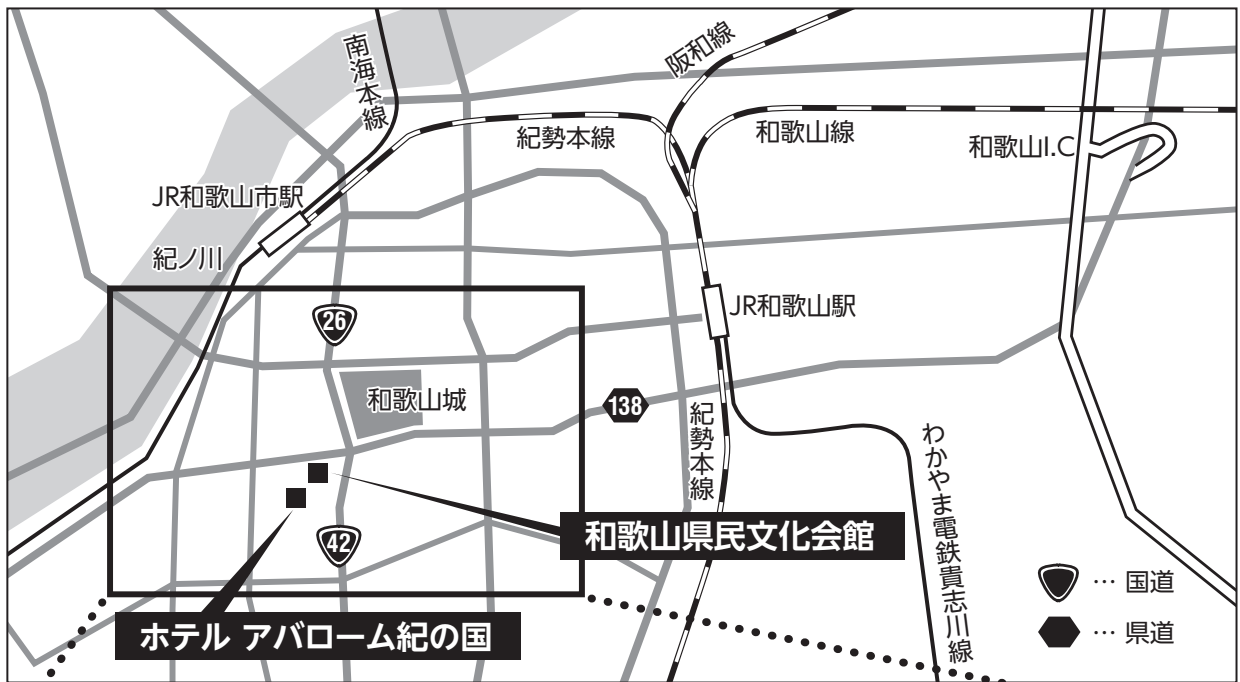 南海本線
阪和線
紀勢本線
和歌山線
和歌山I.C
JR和歌山市駅
紀ノ川
26
JR和歌山駅
和歌山城
138
紀勢本線
わかやま電鉄貴志川線
和歌山県民文化会館
42
… 国道
ホテル アバローム紀の国
… 県道